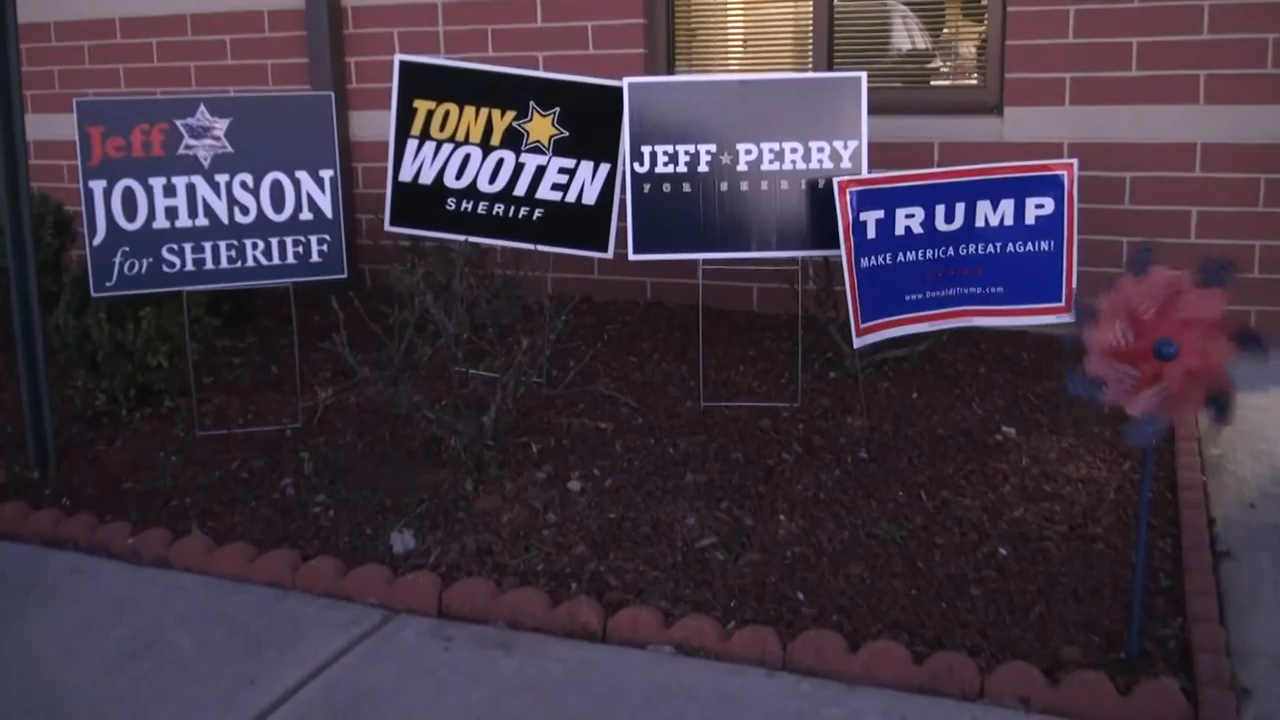 Jeff
JOHNSON
for SHERIFF
TONY
WOOTEN
SHERIFF
JEFF PERRY
FOR SHERIFF
TRUMP
MAKE AMERICA GREAT AGAIN!
www.DonaldjTrump.com